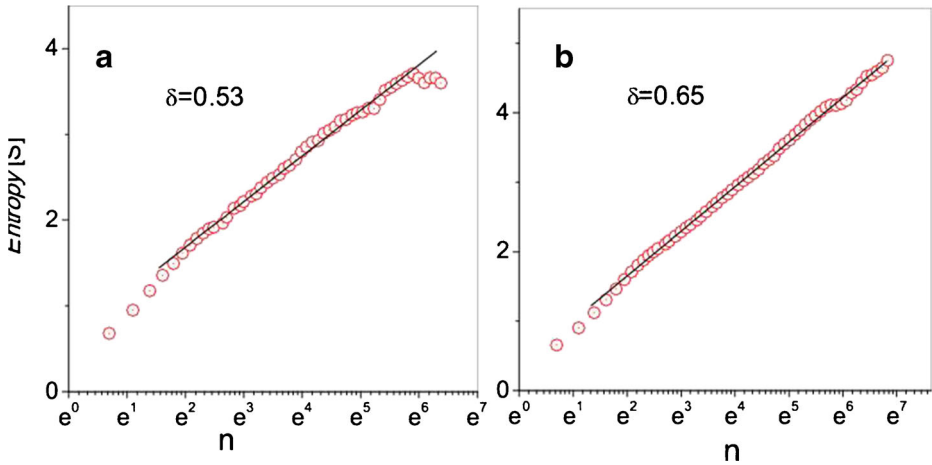 a
δ=0.53
Entropy [S]
4
2
0
e⁰ e¹ e² e³ e⁴ e⁵ e⁶ e⁷
n
b
δ=0.65
4
2
0
e⁰ e¹ e² e³ e⁴ e⁵ e⁶ e⁷
n